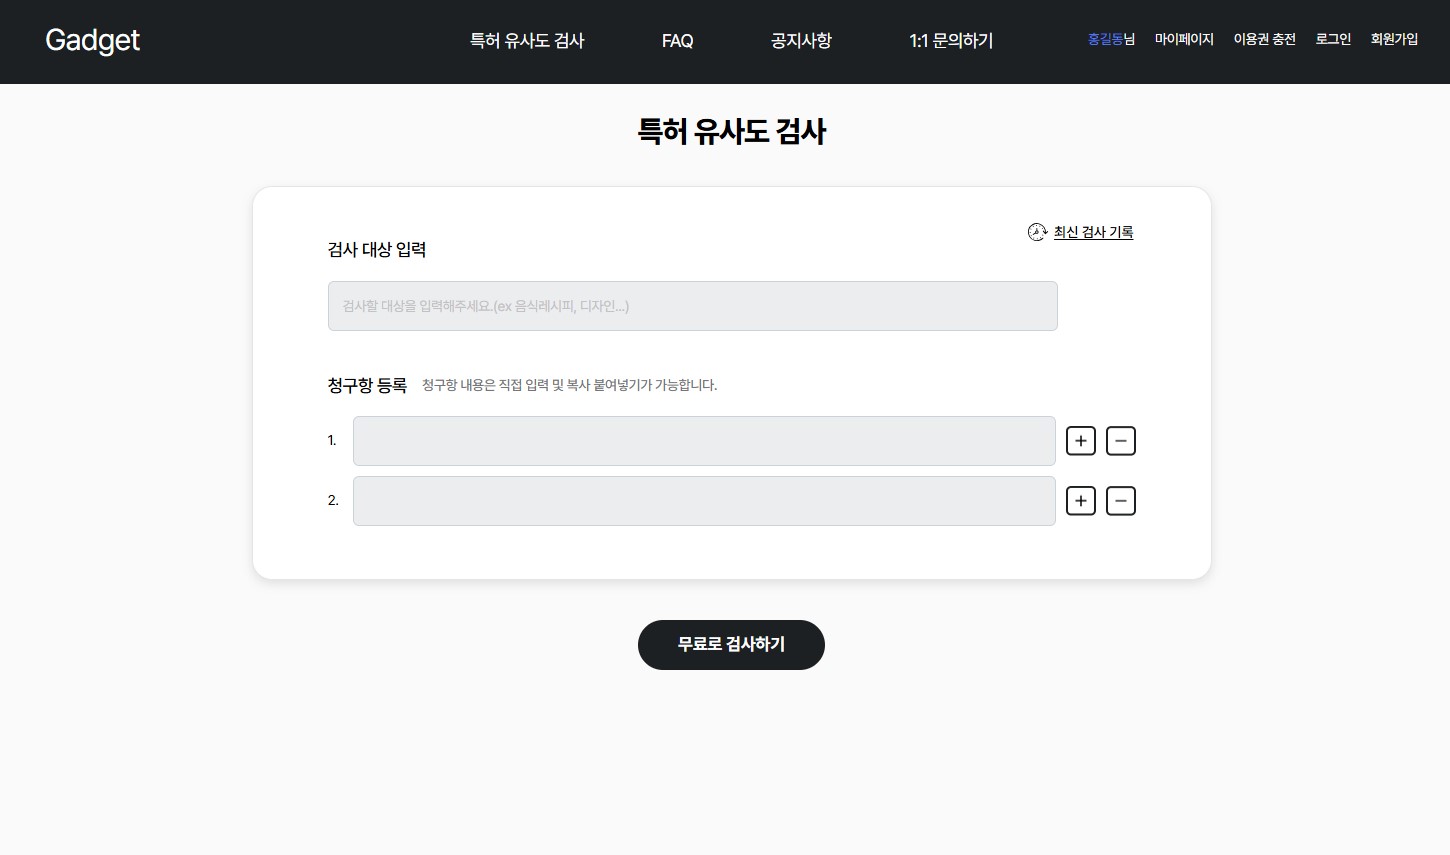 Gadget
특허 유사도 검사
FAQ
공지사항
1:1 문의하기
홍길동님
마이페이지
이용권 충전
로그인
회원가입
특허 유사도 검사
최신 검사 기록
검사 대상 입력
검사할 대상을 입력해주세요.(ex 음식레시피, 디자인...)
청구항 등록 청구항 내용은 직접 입력 및 복사 붙여넣기가 가능합니다.
1.
2.
무료로 검사하기